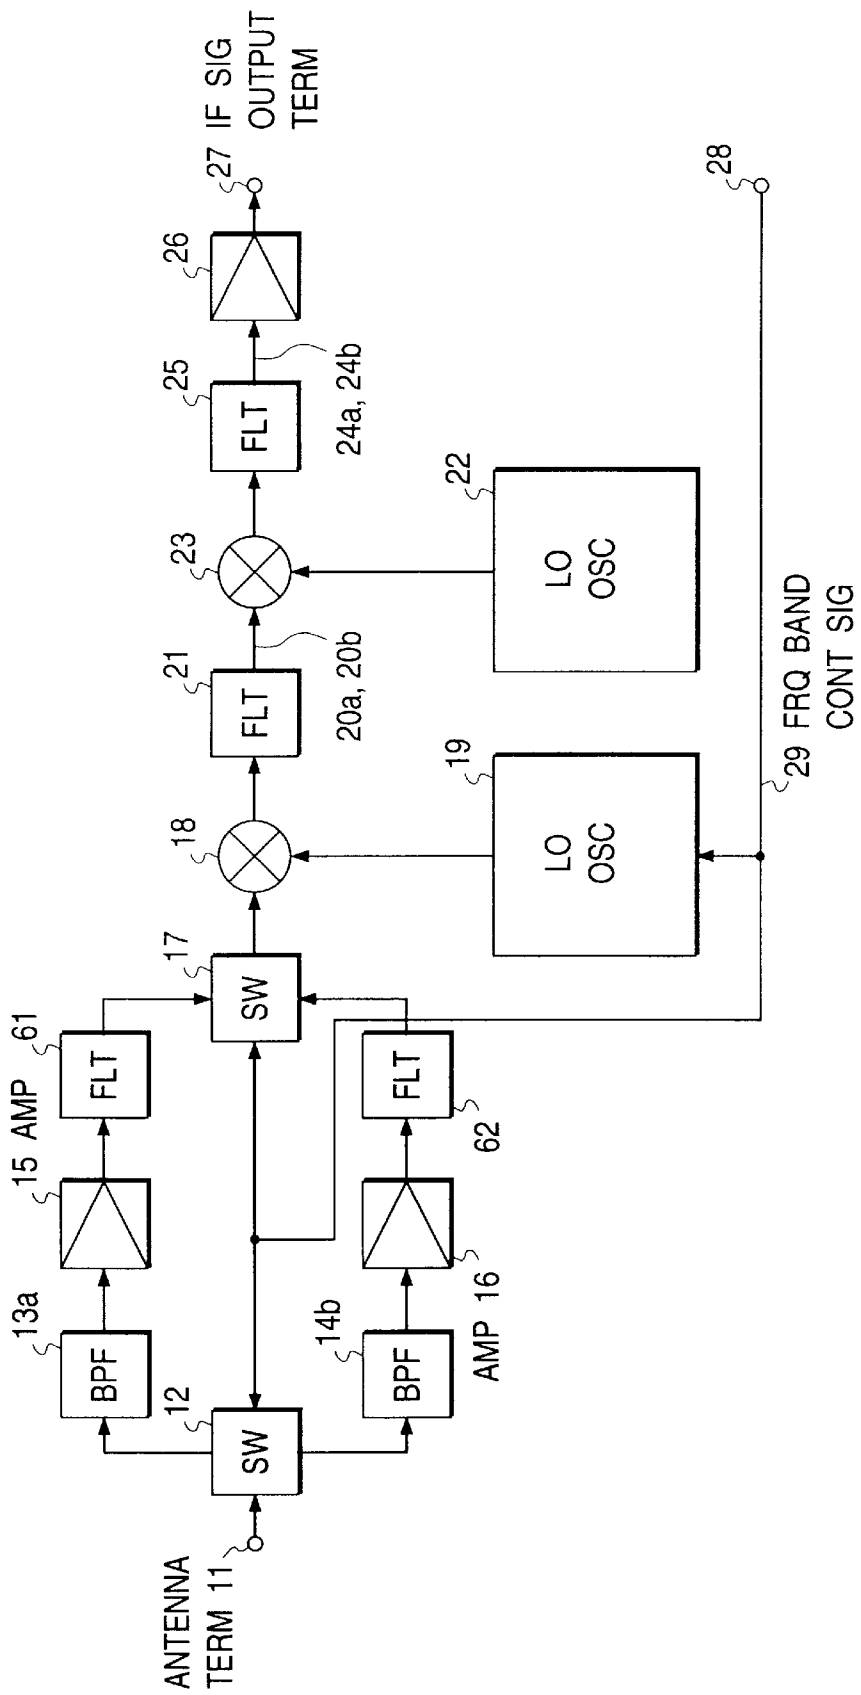 ANTENNA
TERM 11
12
SW
13a
BPF
15 AMP
61
FLT
14b
BPF
AMP 16
62
FLT
17
SW
18
19
LO
OSC
21
FLT
20a, 20b
23
22
LO
OSC
25
FLT
24a, 24b
26
27 IF SIG
OUTPUT
TERM
28
29 FRQ BAND
CONT SIG